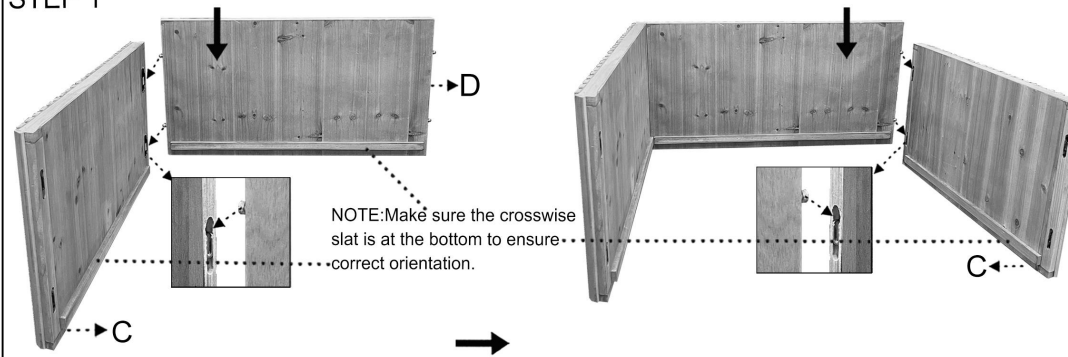 STEP 1
D
NOTE:Make sure the crosswise
slat is at the bottom to ensure
correct orientation.
C
C